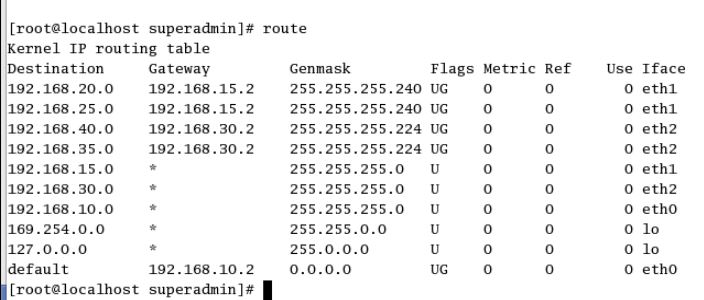 [root@localhost superadmin]# route
Kernel IP routing table
Destination Gateway Genmask Flags Metric Ref Use Iface
192.168.20.0 192.168.15.2 255.255.255.240 UG 0 0 0 eth1
192.168.25.0 192.168.15.2 255.255.255.240 UG 0 0 0 eth1
192.168.40.0 192.168.30.2 255.255.255.224 UG 0 0 0 eth2
192.168.35.0 192.168.30.2 255.255.255.224 UG 0 0 0 eth2
192.168.15.0 * 255.255.255.0 U 0 0 0 eth1
192.168.30.0 * 255.255.255.0 U 0 0 0 eth2
192.168.10.0 * 255.255.255.0 U 0 0 0 eth0
169.254.0.0 * 255.255.0.0 U 0 0 0 lo
127.0.0.0 * 255.0.0.0 U 0 0 0 lo
default 192.168.10.2 0.0.0.0 UG 0 0 0 eth0
[root@localhost superadmin]#